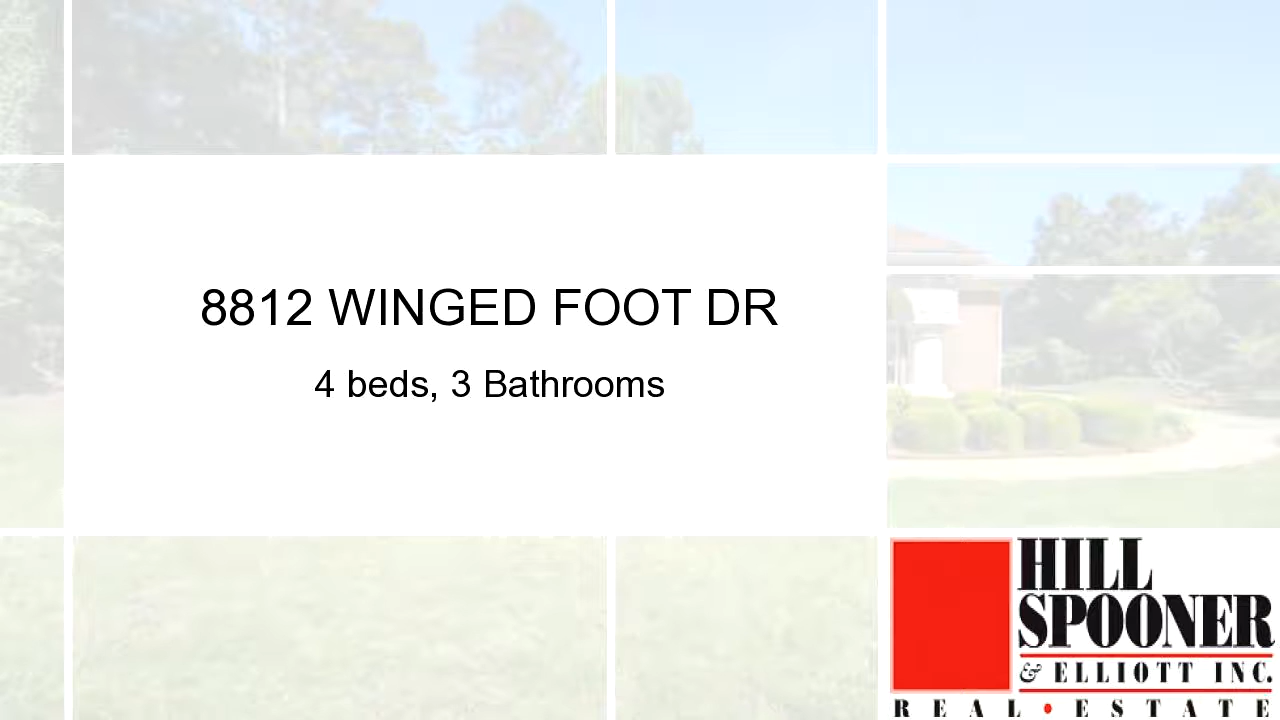 8812 WINGED FOOT DR
4 beds, 3 Bathrooms
HILL
SPOONER
& ELLIOTT INC.
REAL • ESTATE